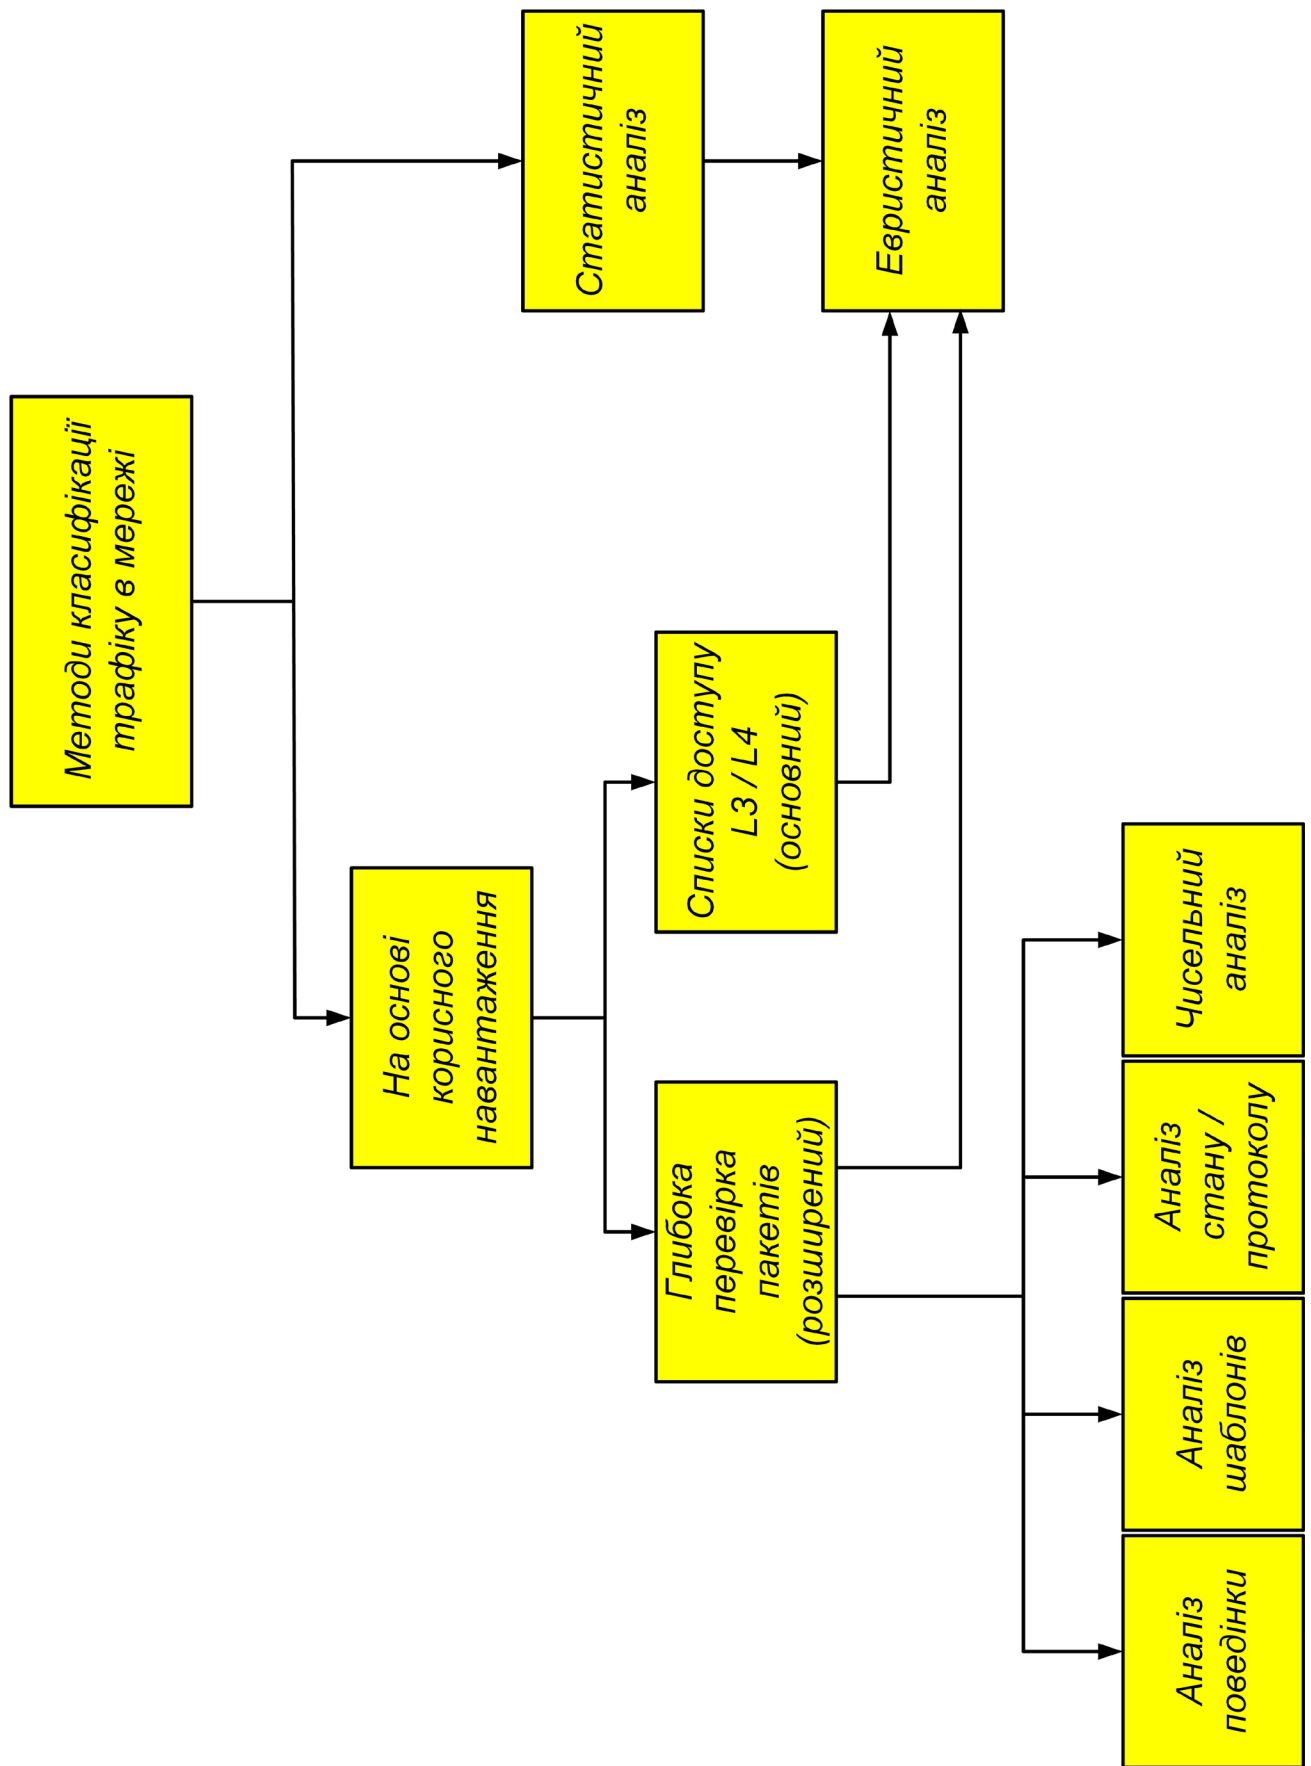 Методи класифікації
трафіку в мережі
На основі
корисного
навантаження
Статистичний
аналіз
Глибока
перевірка
пакетів
(розширений)
Списки доступу
L3 / L4
(основний)
Евристичний
аналіз
Аналіз
поведінки
Аналіз
шаблонів
Аналіз
стану /
протоколу
Чисельний
аналіз